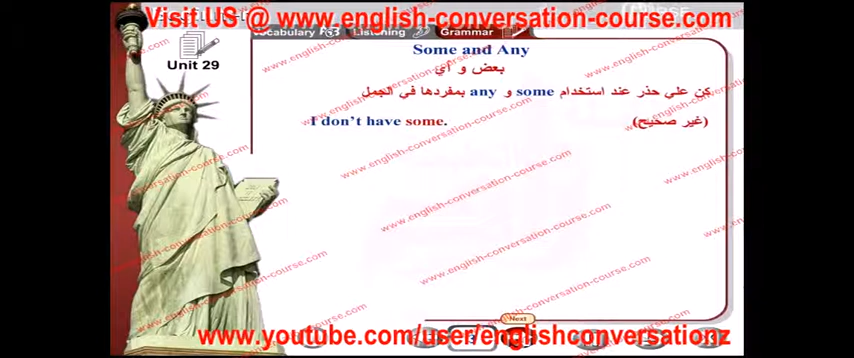 Visit US @ www.english-conversation-course.com
Vocabulary
Listening
Grammar
Unit 29
Some and Any
بعض و أي
كن علي حذر عند استخدام some و any بمفردها في الجمل
I don't have some.
(غير صحيح)
Next
www.youtube.com/user/englishconversationz